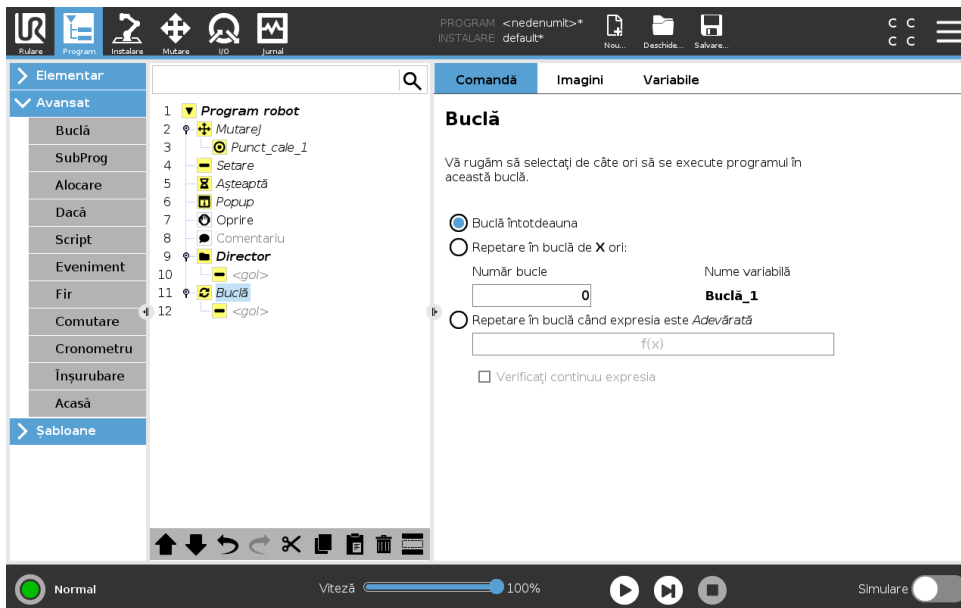 Rulare
Program
Instalare
Mutare
I/O
Jurnal
PROGRAM <nedenumit>*
INSTALARE default*
Nou...
Deschide...
Salvare...
C C
C C
Elementar
Avansat
Buclă
SubProg
Alocare
Dacă
Script
Eveniment
Fir
Comutare
Cronometru
Înșurubare
Acasă
Șabloane
1 Program robot
2 MutareJ
3 Punct_cale_1
4 Setare
5 Așteaptă
6 Popup
7 Oprire
8 Comentariu
9 Director
10 <gol>
11 Buclă
12 <gol>
Comandă
Imagini
Variabile
Buclă
Vă rugăm să selectați de câte ori să se execute programul în
această buclă.
Buclă întotdeauna
Repetare în buclă de X ori:
Număr bucle
Nume variabilă
0
Buclă_1
Repetare în buclă când expresia este Adevărată
f(x)
Verificați continuu expresia
Normal
Viteză
100%
Simulare